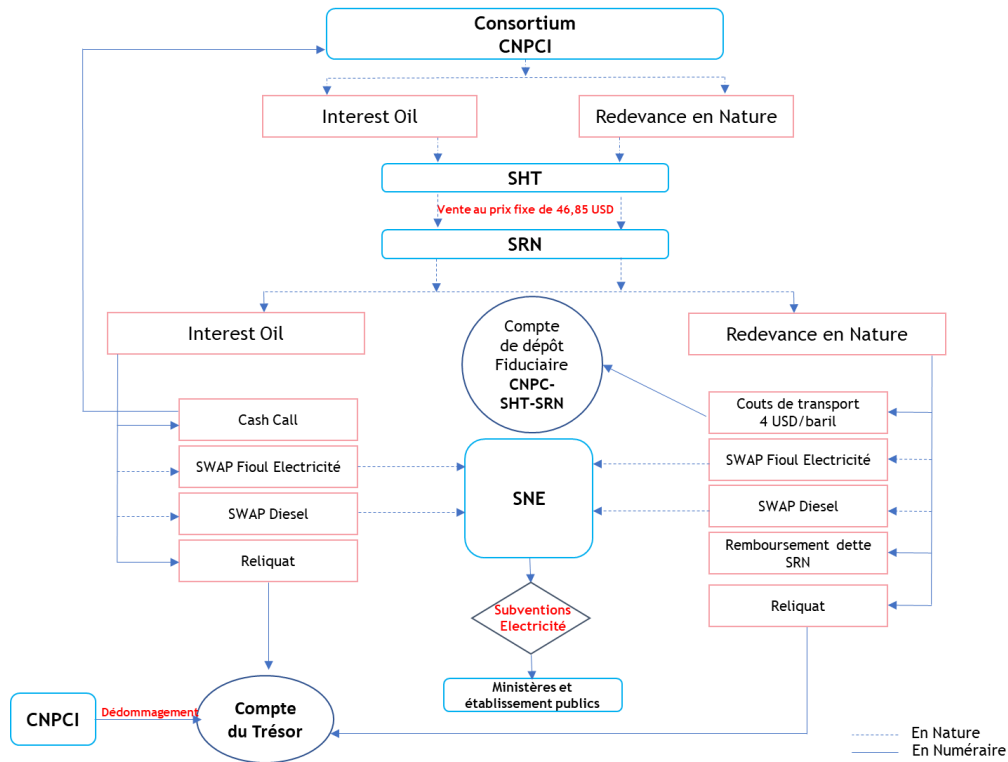 Consortium
CNPCI
Interest Oil
Redevance en Nature
SHT
Vente au prix fixe de 46,85 USD
SRN
Interest Oil
Compte
de dépôt
Fiduciaire
CNPC-
SHT-SRN
Redevance en Nature
Cash Call
SWAP Fioul Electricité
SWAP Diesel
Reliquat
SNE
Couts de transport
4 USD/baril
SWAP Fioul Electricité
SWAP Diesel
Remboursement dette
SRN
Reliquat
Subventions
Electricité
Ministères et
établissement publics
CNPCI
Dédommagement
Compte
du Trésor
En Nature
En Numéraire